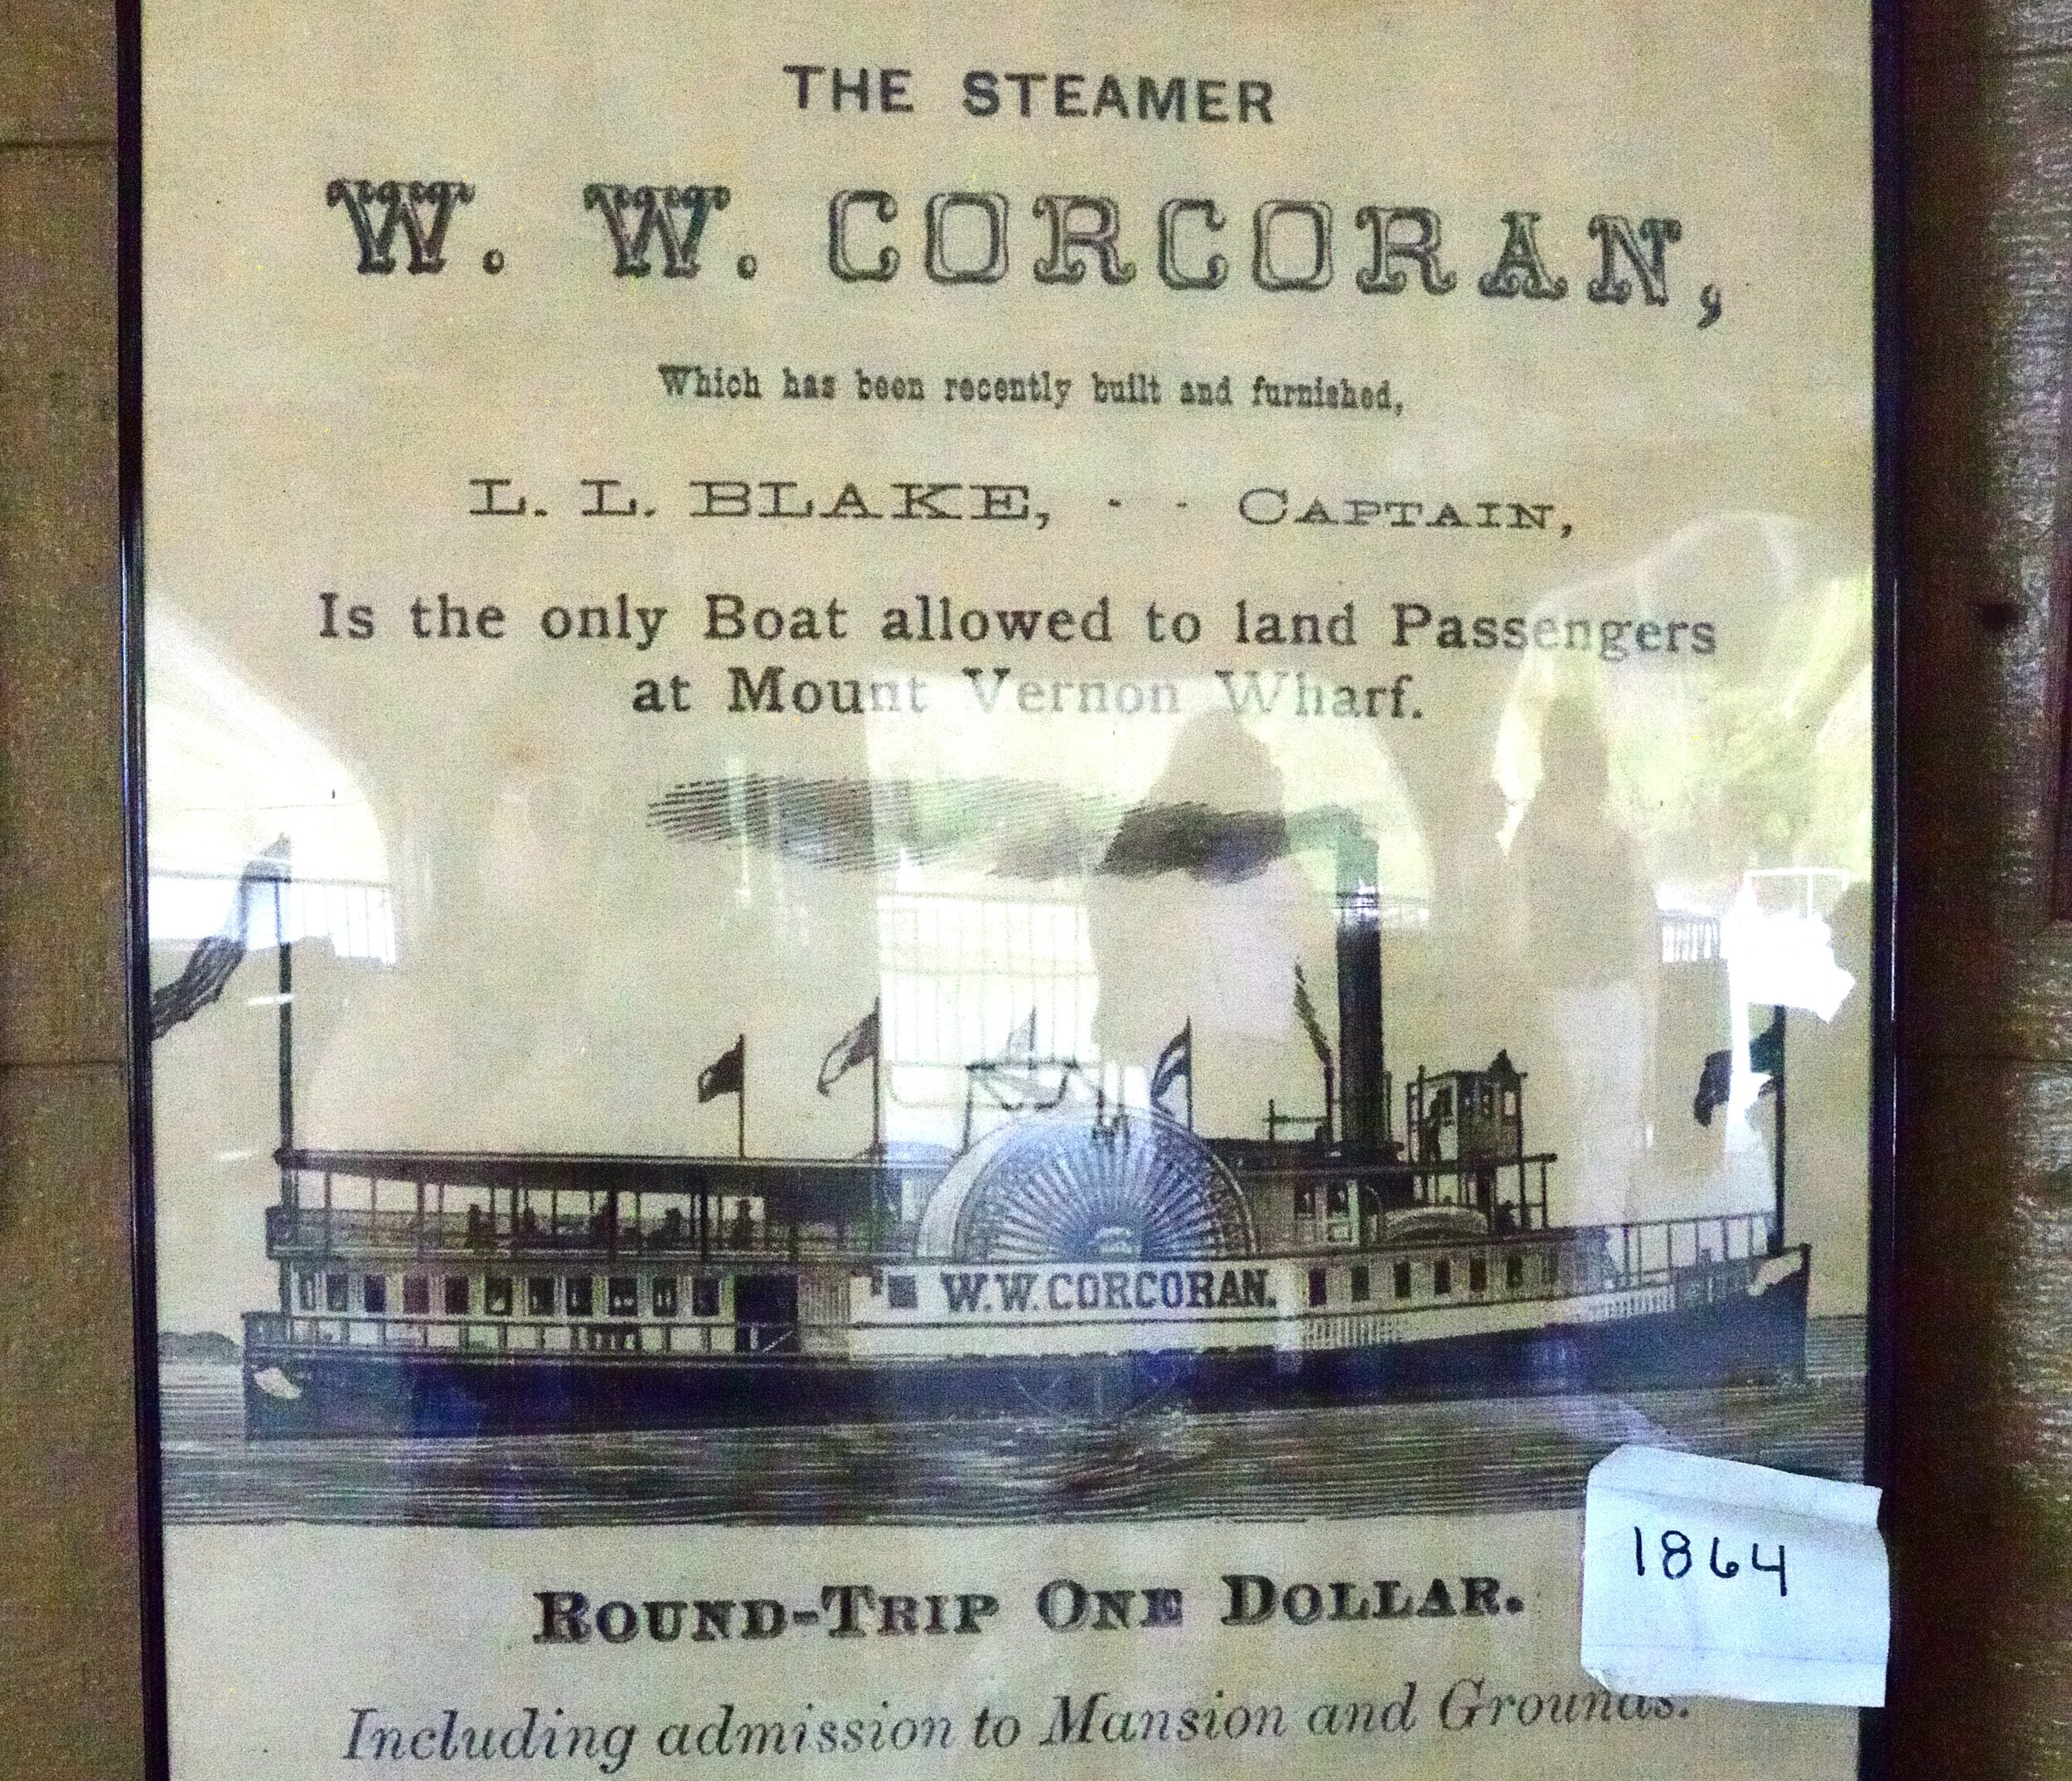 THE STEAMER
W. W. CORCORAN,
Which has been recently built and furnished,
L. L. BLAKE, - - CAPTAIN,
Is the only Boat allowed to land Passengers
at Mount Vernon Wharf.
W.W.CORCORAN.
1864
ROUND-TRIP ONE DOLLAR.
Including admission to Mansion and Grounds.